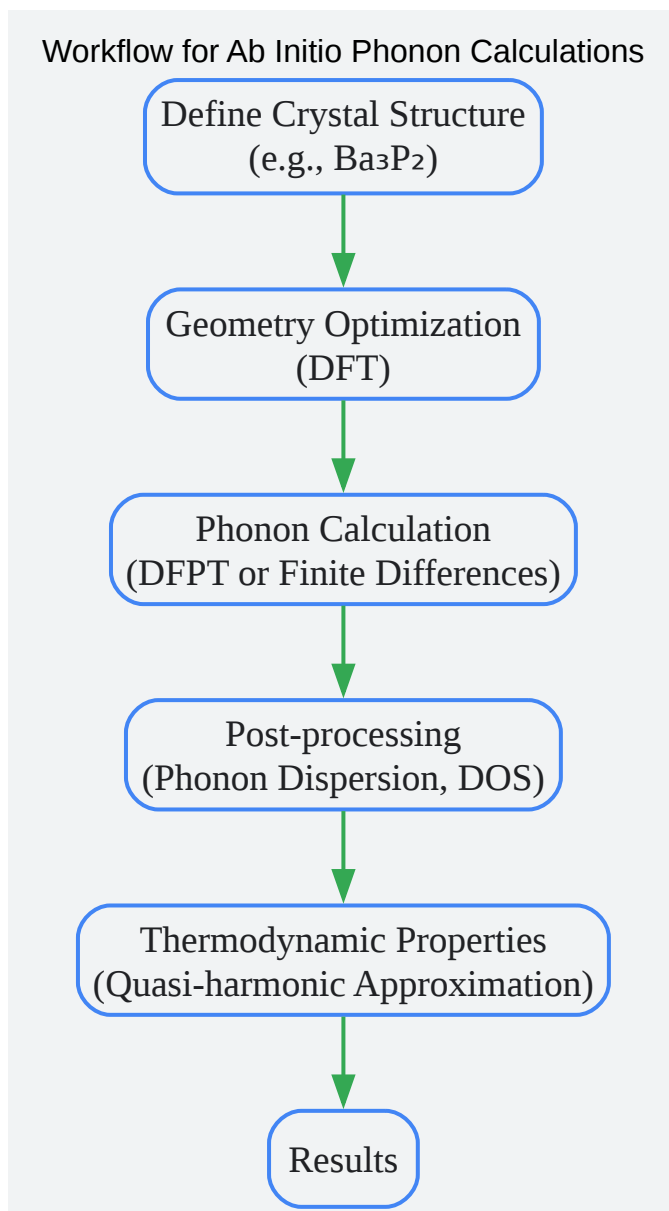 Workflow for Ab Initio Phonon Calculations
Define Crystal Structure
(e.g., Ba₃P₂)
Geometry Optimization
(DFT)
Phonon Calculation
(DFPT or Finite Differences)
Post-processing
(Phonon Dispersion, DOS)
Thermodynamic Properties
(Quasi-harmonic Approximation)
Results